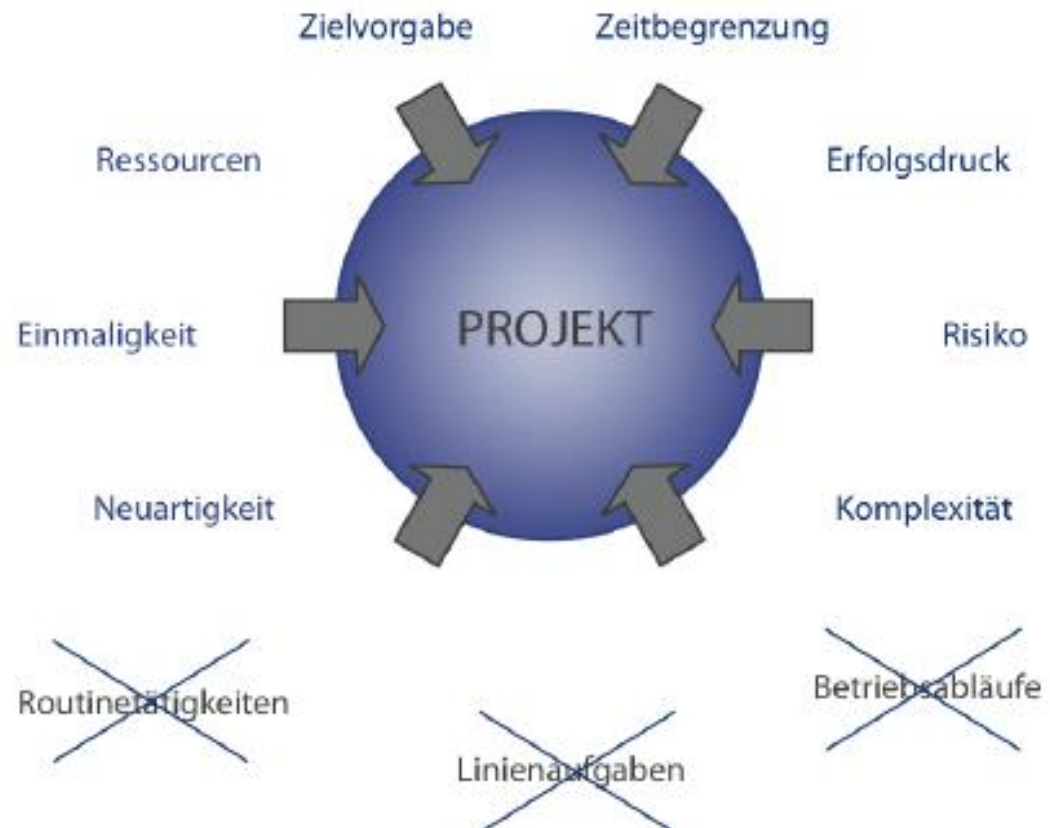 Zielvorgabe
Zeitbegrenzung
Ressourcen
Erfolgsdruck
Einmaligkeit
PROJEKT
Risiko
Neuartigkeit
Komplexität
Routinetätigkeiten
Betriebsabläufe
Linienaufgaben